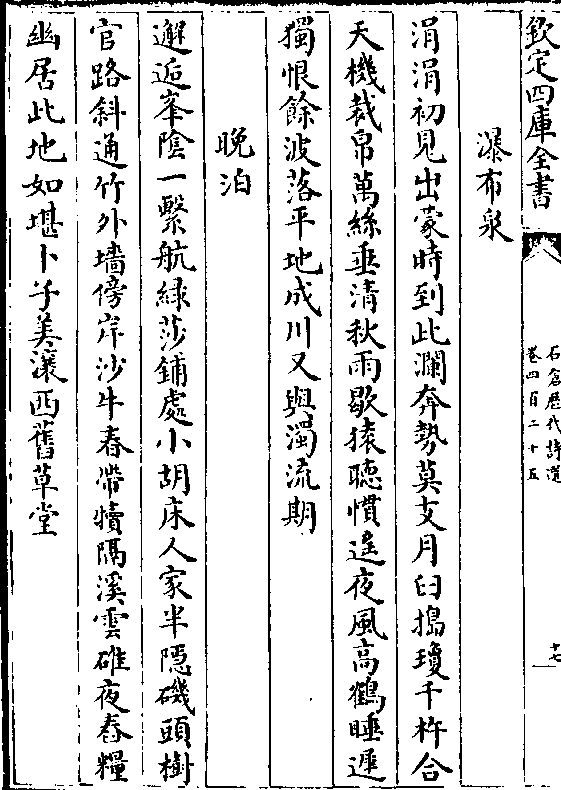 欽定四庫全書
石倉歷代詩選
卷四百二十五
十七
瀑布泉
涓涓初見出蒙時到此瀾奔勢莫支月臼搗瓊千杵合
天機裁帛萬絲垂清秋雨歇猿聽慣遙夜風高鶴睡遲
獨恨餘波落平地成川又與濁流期
晚泊
邂逅峯陰一繫航綠莎鋪處小胡床人家半隱磯頭樹
官路斜通竹外墻傍岸沙牛春帶犢隔溪雲碓夜舂糧
幽居此地如堪卜子美瀼西舊草堂